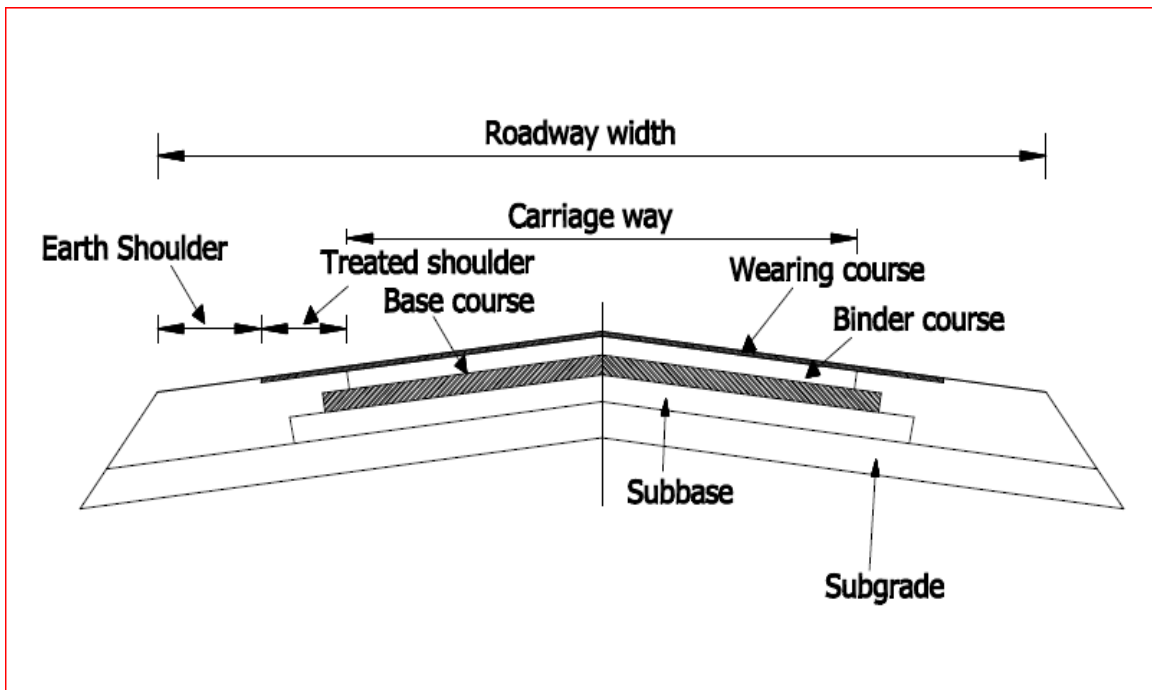 Roadway width
Carriage way
Earth Shoulder
Treated shoulder
Wearing course
Base course
Binder course
Subbase
Subgrade